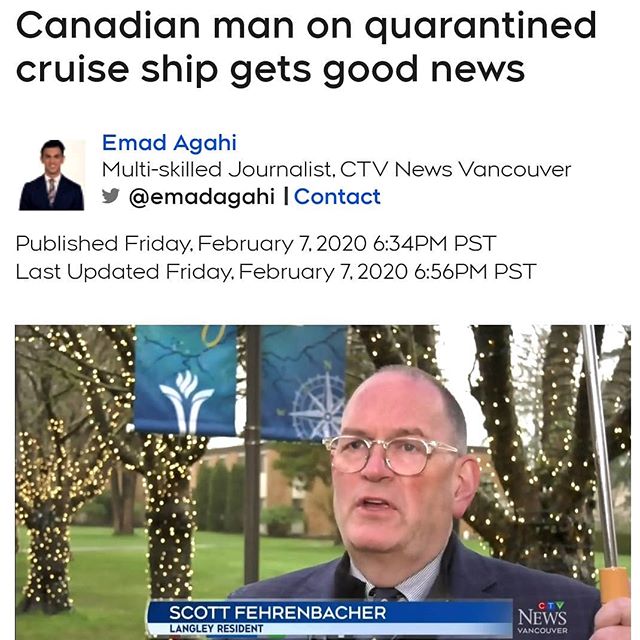 Canadian man on quarantined
cruise ship gets good news
Emad Agahi
Multi-skilled Journalist, CTV News Vancouver
@emadagahi | Contact
Published Friday, February 7, 2020 6:34PM PST
Last Updated Friday, February 7, 2020 6:56PM PST
SCOTT FEHRENBACHER
LANGLEY RESIDENT
CTV
NEWS
VANCOUVER